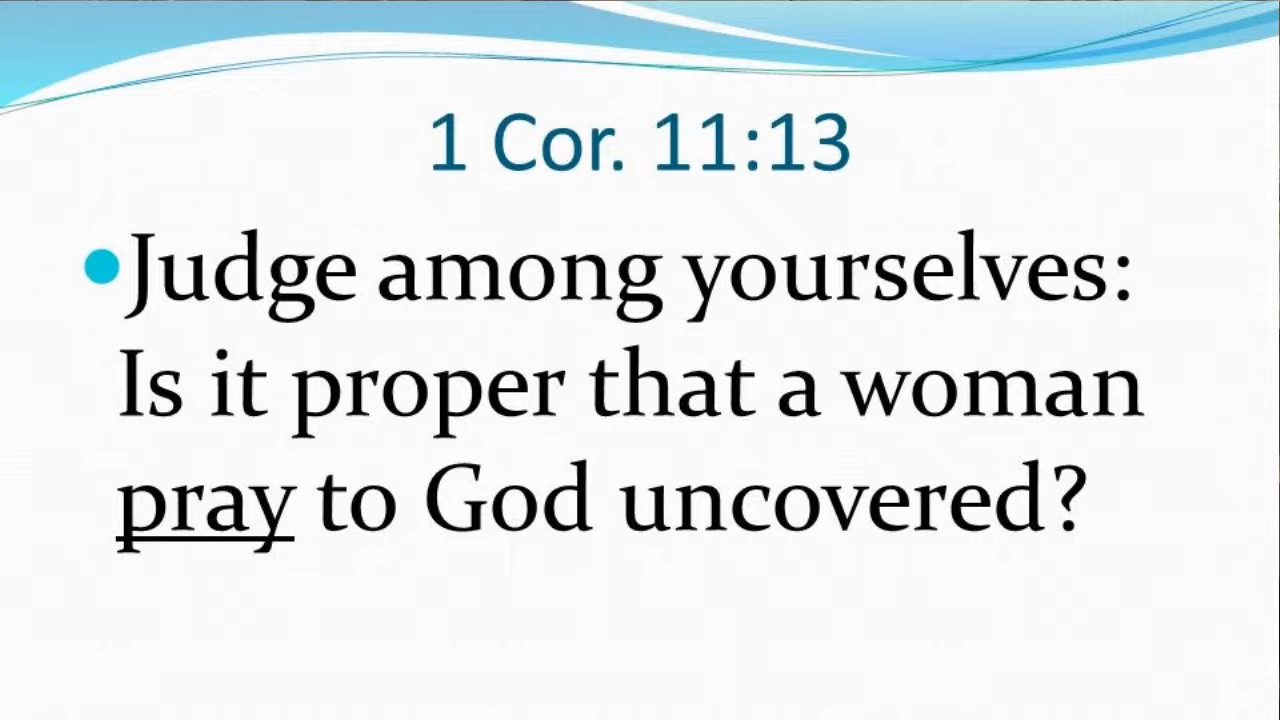 1 Cor. 11:13
•Judge among yourselves:
Is it proper that a woman
pray to God uncovered?